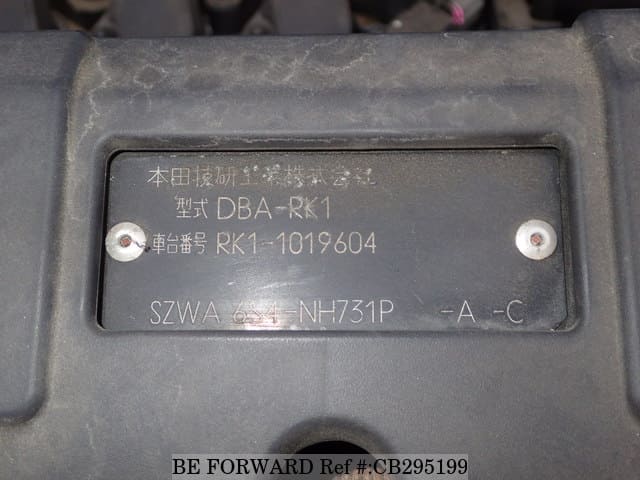 本田技研工業株式会社
型式 DBA-RK1
車台番号 RK1-1019604
SZWA 6S4-NH731P -A -C
BE FORWARD Ref #:CB295199